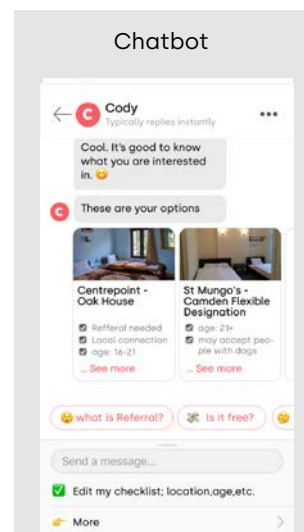 Chatbot
C
Cody
Typically replies instantly
Cool. It's good to know
what you are interested
in. 😋
C
These are your options
Centrepoint -
Oak House
Refferal needed
Local connection
age: 16-21
... See more
St Mungo's -
Camden Flexible
Designation
age: 21+
may accept peo-
ple with dogs
... See more
what is Referral?
Is it free?
Send a message...
Edit my checklist; location,age,etc.
More